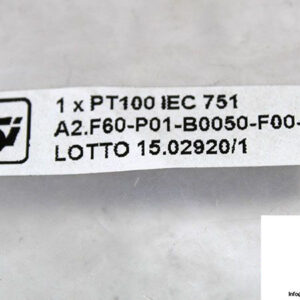 1 x PT100 IEC 751
A2.F60-P01-B0050-F00-
LOTTO 15.02920/1